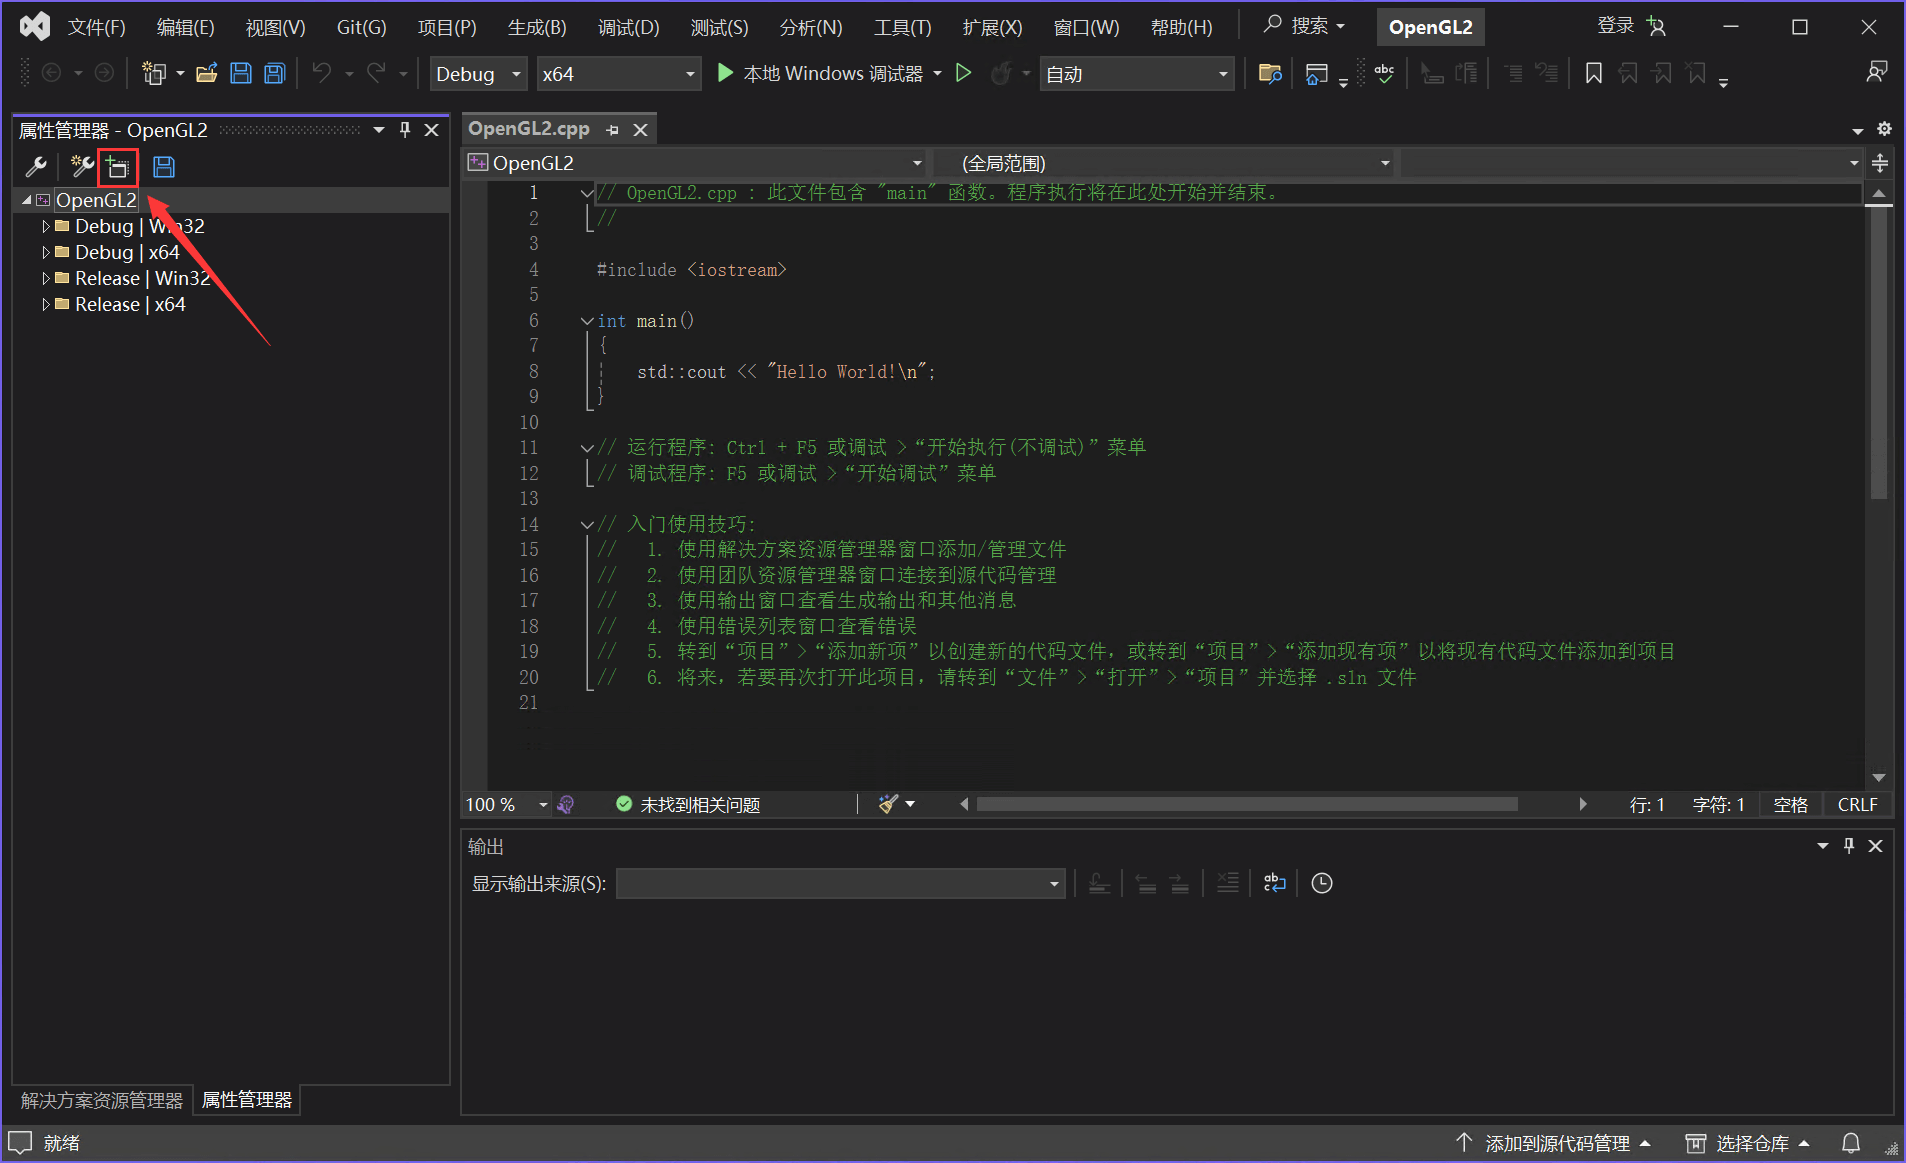 文件(F) 编辑(E) 视图(V) Git(G) 项目(P) 生成(B) 调试(D) 测试(S) 分析(N) 工具(T) 扩展(X) 窗口(W) 帮助(H) 搜索 OpenGL2 登录
Debug x64 本地 Windows 调试器 自动 abc
属性管理器 - OpenGL2
OpenGL2
Debug | Win32
Debug | x64
Release | Win32
Release | x64
解决方案资源管理器 属性管理器
OpenGL2.cpp
OpenGL2 (全局范围)
1 // OpenGL2.cpp : 此文件包含 "main" 函数。程序执行将在此处开始并结束。
2 //
3
4 #include <iostream>
5
6 int main()
7 {
8 std::cout << "Hello World!\n";
9 }
10
11 // 运行程序: Ctrl + F5 或调试 >“开始执行(不调试)”菜单
12 // 调试程序: F5 或调试 >“开始调试”菜单
13
14 // 入门使用技巧:
15 // 1. 使用解决方案资源管理器窗口添加/管理文件
16 // 2. 使用团队资源管理器窗口连接到源代码管理
17 // 3. 使用输出窗口查看生成输出和其他消息
18 // 4. 使用错误列表窗口查看错误
19 // 5. 转到“项目”>“添加新项”以创建新的代码文件，或转到“项目”>“添加现有项”以将现有代码文件添加到项目
20 // 6. 将来，若要再次打开此项目，请转到“文件”>“打开”>“项目”并选择 .sln 文件
21
100 % 未找到相关问题 行: 1 字符: 1 空格 CRLF
输出
显示输出来源(S):
就绪 添加到源代码管理 选择仓库